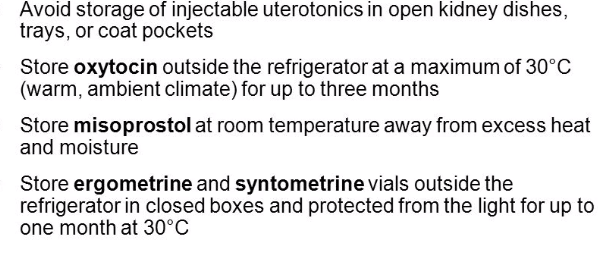 Avoid storage of injectable uterotonics in open kidney dishes,
trays, or coat pockets
Store oxytocin outside the refrigerator at a maximum of 30°C
(warm, ambient climate) for up to three months
Store misoprostol at room temperature away from excess heat
and moisture
Store ergometrine and syntometrine vials outside the
refrigerator in closed boxes and protected from the light for up to
one month at 30°C